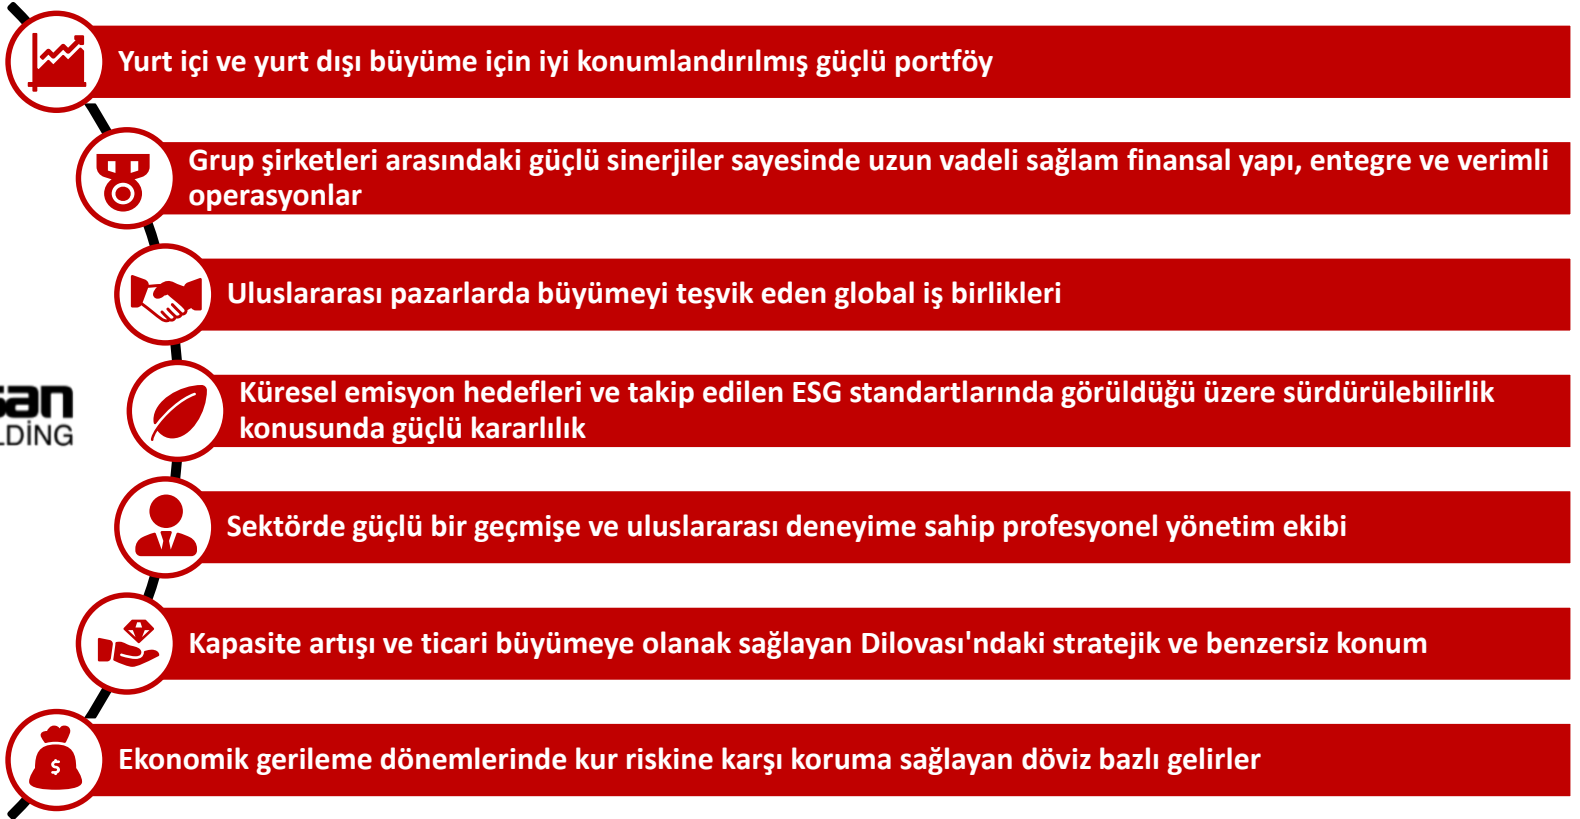 Yurt içi ve yurt dışı büyüme için iyi konumlandırılmış güçlü portföy
Grup şirketleri arasındaki güçlü sinerjiler sayesinde uzun vadeli sağlam finansal yapı, entegre ve verimli
operasyonlar
Uluslararası pazarlarda büyümeyi teşvik eden global iş birlikleri
Küresel emisyon hedefleri ve takip edilen ESG standartlarında görüldüğü üzere sürdürülebilirlik
konusunda güçlü kararlılık
Sektörde güçlü bir geçmişe ve uluslararası deneyime sahip profesyonel yönetim ekibi
Kapasite artışı ve ticari büyümeye olanak sağlayan Dilovası'ndaki stratejik ve benzersiz konum
Ekonomik gerileme dönemlerinde kur riskine karşı koruma sağlayan döviz bazlı gelirler
$